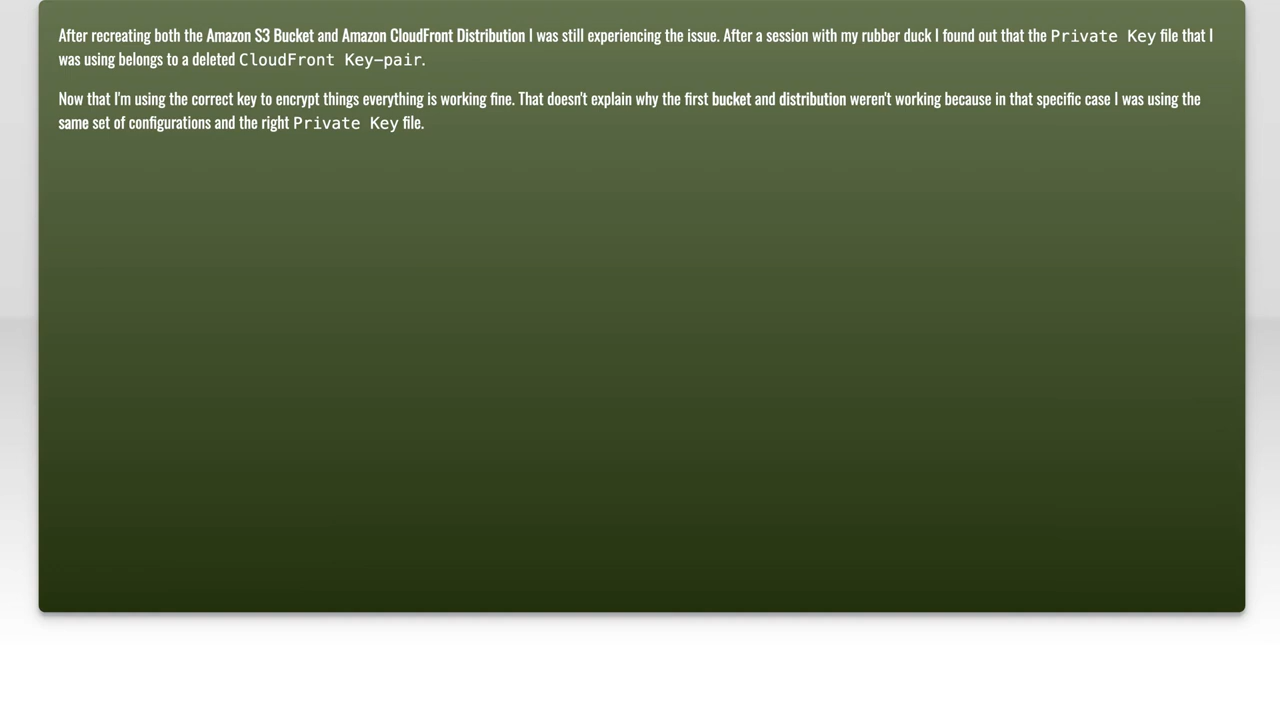 After recreating both the Amazon S3 Bucket and Amazon CloudFront Distribution I was still experiencing the issue. After a session with my rubber duck I found out that the Private Key file that I
was using belongs to a deleted CloudFront Key-pair.
Now that I'm using the correct key to encrypt things everything is working fine. That doesn't explain why the first bucket and distribution weren't working because in that specific case I was using the
same set of configurations and the right Private Key file.